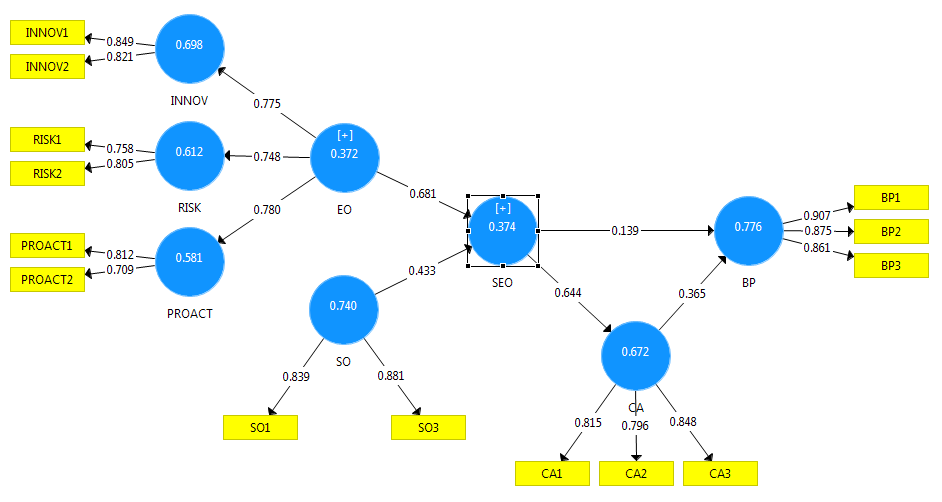 INNOV1
0.849
0.821
INNOV2
0.698
INNOV
0.775
RISK1
0.758
0.805
RISK2
0.612
RISK
0.748
[+]
0.372
EO
0.780
PROACT1
0.812
0.709
PROACT2
0.581
PROACT
0.681
[+]
0.374
SEO
0.433
0.740
SO
0.839
0.881
SO1
SO3
0.139
0.644
0.365
0.776
BP
0.907
0.875
0.861
BP1
BP2
BP3
0.672
CA
0.815
0.796
0.848
CA1
CA2
CA3